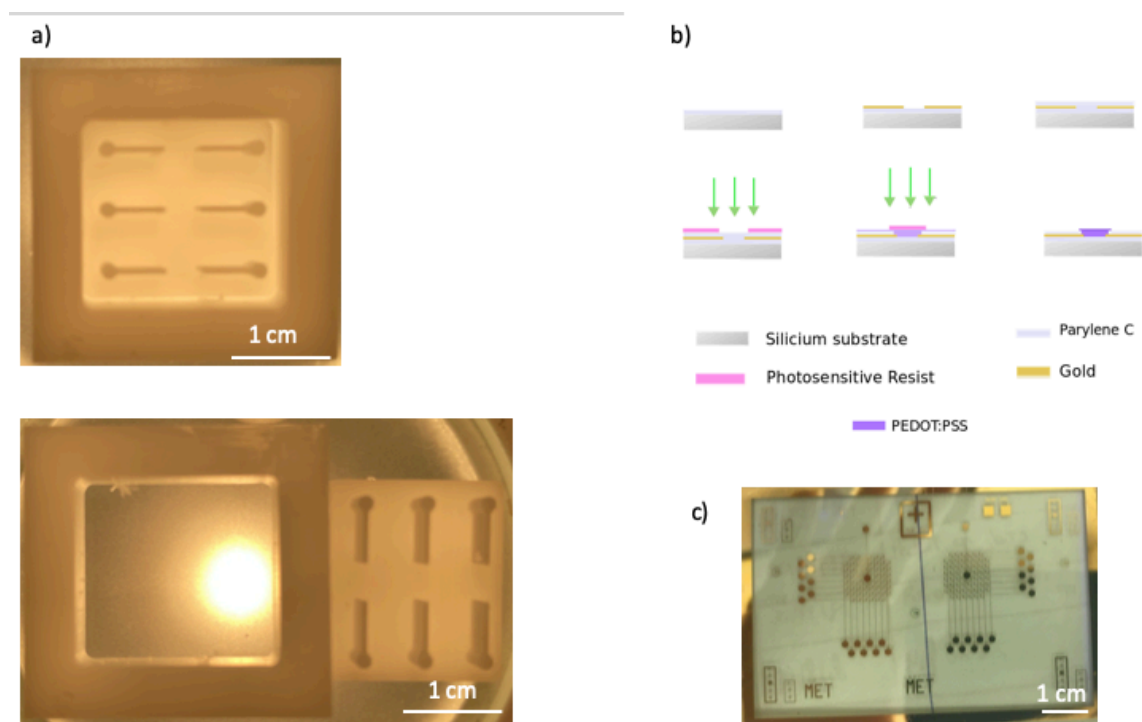 a)
1 cm
1 cm
b)
Silicium substrate
Photosensitive Resist
Parylene C
Gold
PEDOT:PSS
c)
MET
MET
1 cm